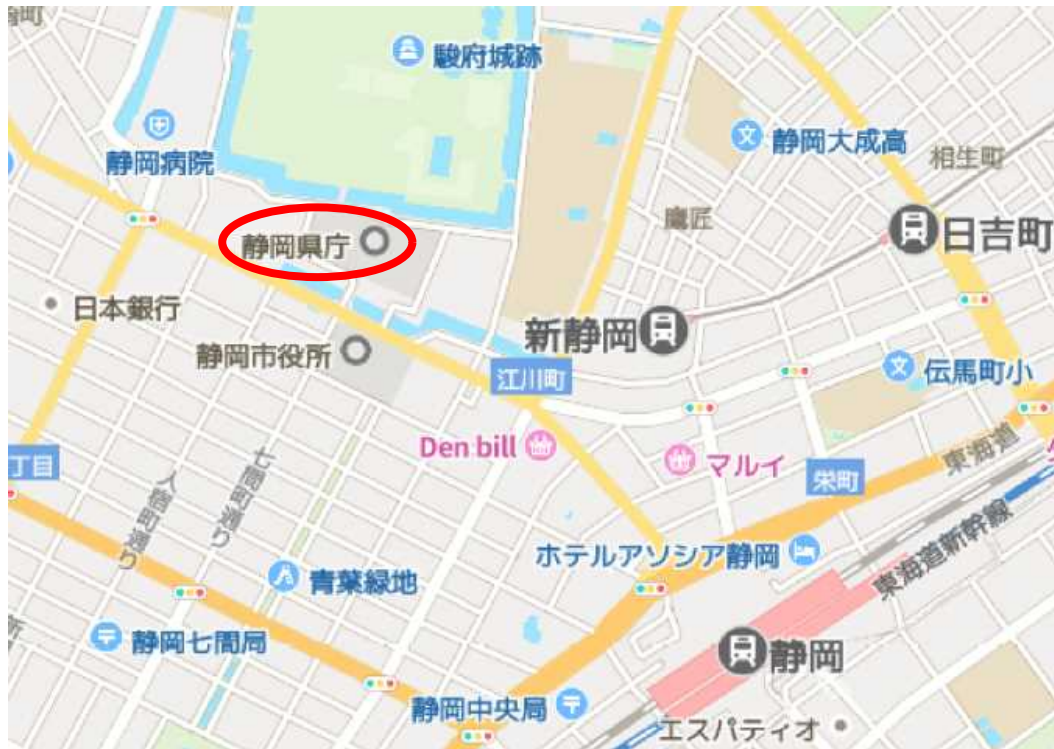 駿府城跡
静岡病院
静岡大成高
相生町
鷹匠
日吉町
静岡県庁
日本銀行
新静岡
静岡市役所
江川町
伝馬町小
Den bill
マルイ
栄町
東海道
丁目
七間町通り
人宿町通り
ホテルアソシア静岡
東海道新幹線
青葉緑地
静岡七間局
静岡
静岡中央局
エスパティオ